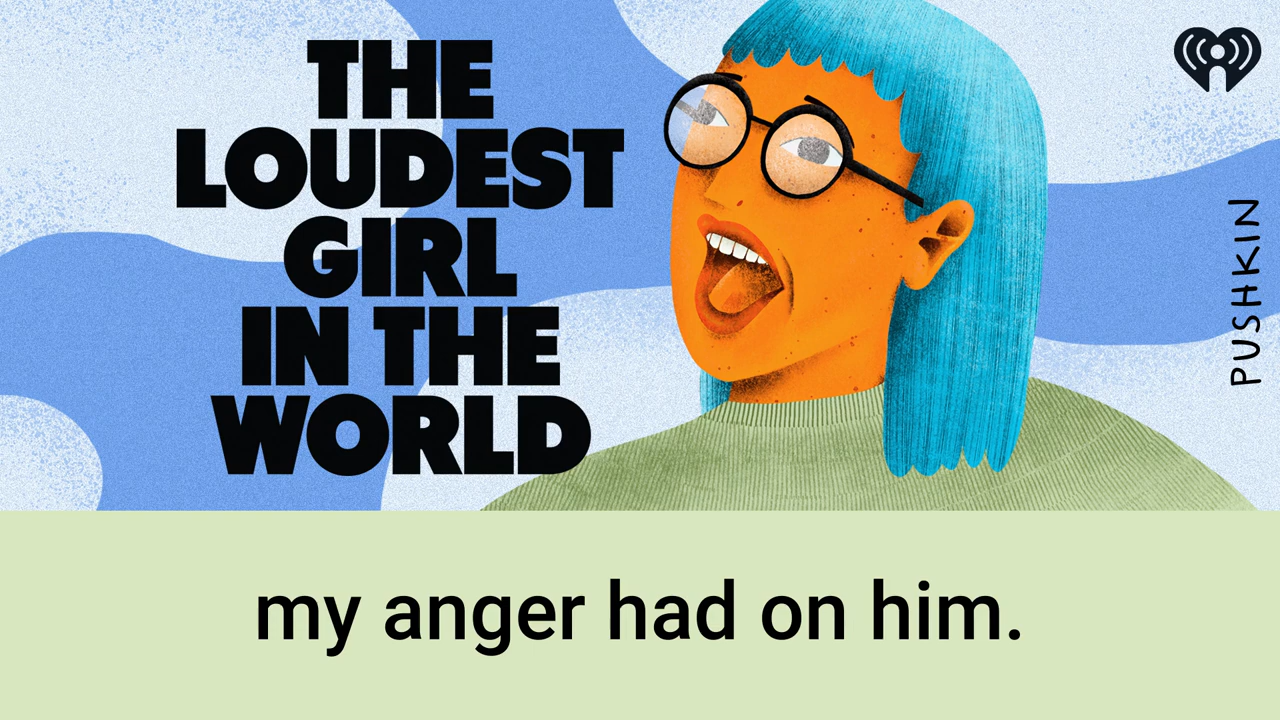 THE
LOUDEST
GIRL
IN THE
WORLD
PUSHKIN
my anger had on him.